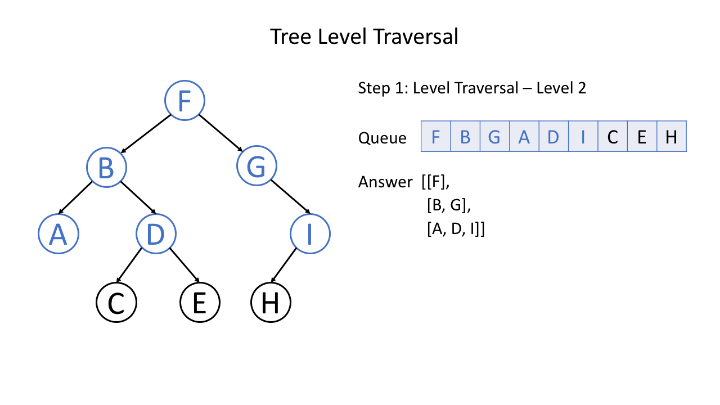 Tree Level Traversal
Step 1: Level Traversal – Level 2
Queue F B G A D I C E H
Answer [[F],
[B, G],
[A, D, I]]
F
B G
A D I
C E H